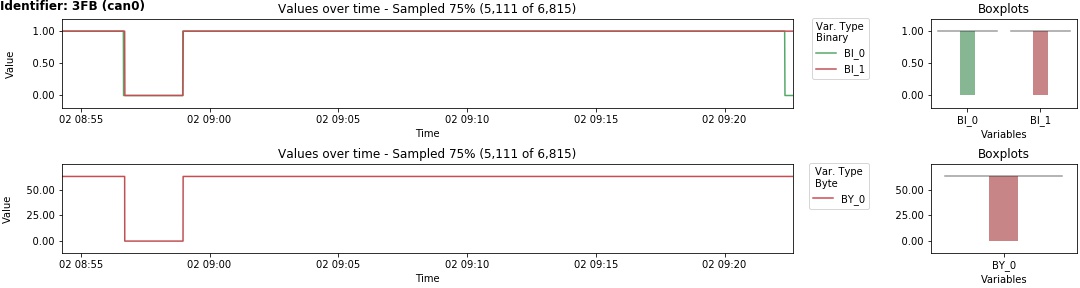 Identifier: 3FB (can0)
Values over time - Sampled 75% (5,111 of 6,815)
Value
1.00
0.50
0.00
02 08:55 02 09:00 02 09:05 02 09:10 02 09:15 02 09:20
Time
Var. Type
Binary
BI_0
BI_1
Boxplots
1.00
0.50
0.00
BI_0 BI_1
Variables
Values over time - Sampled 75% (5,111 of 6,815)
Value
50.00
25.00
0.00
02 08:55 02 09:00 02 09:05 02 09:10 02 09:15 02 09:20
Time
Var. Type
Byte
BY_0
Boxplots
50.00
25.00
0.00
BY_0
Variables